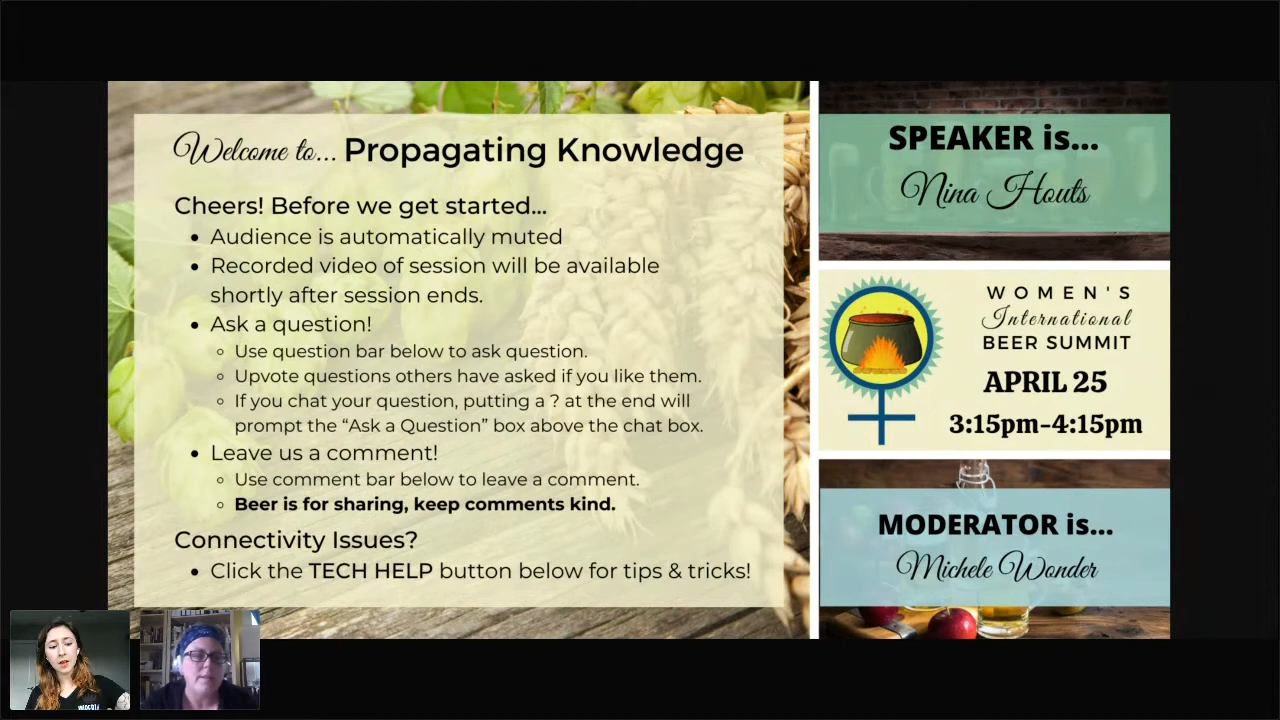 Welcome to... Propagating Knowledge
Cheers! Before we get started...
• Audience is automatically muted
• Recorded video of session will be available
shortly after session ends.
• Ask a question!
◦ Use question bar below to ask question.
◦ Upvote questions others have asked if you like them.
◦ If you chat your question, putting a ? at the end will
prompt the “Ask a Question” box above the chat box.
• Leave us a comment!
◦ Use comment bar below to leave a comment.
◦ Beer is for sharing, keep comments kind.
Connectivity Issues?
• Click the TECH HELP button below for tips & tricks!
SPEAKER is...
Nina Houts
WOMEN'S
International
BEER SUMMIT
APRIL 25
3:15pm-4:15pm
MODERATOR is...
Michele Wonder